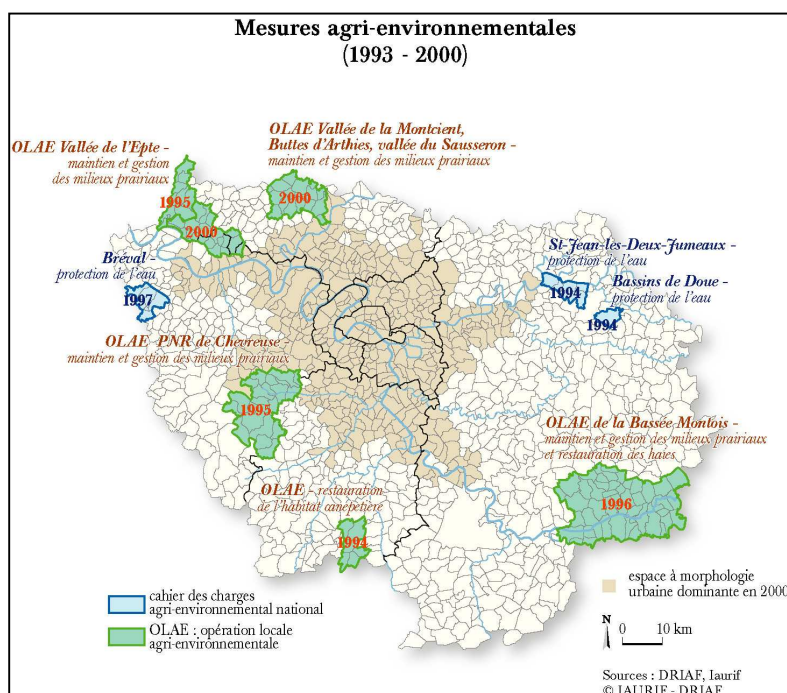 Mesures agri-environnementales
(1993 - 2000)
OLAE Vallée de la Montcient,
Buttes d'Arthies, vallée du Sausseron -
maintien et gestion des milieux prairiaux
OLAE Vallée de l'Epte -
maintien et gestion
des milieux prairiaux
1995
2000
2000
Bréval -
protection de l'eau
1997
St-Jean-les-Deux-Jumeaux -
protection de l'eau
1994
Bassins de Doue -
protection de l'eau
1994
OLAE -PNR de Chevreuse
maintien et gestion des milieux prairiaux
1995
OLAE de la Bassée Montois -
maintien et gestion des milieux prairiaux
et restauration des haies
1996
OLAE - restauration
de l'habitat canepetière
1994
cahier des charges
agri-environnemental national
OLAE : opération locale
agri-environnementale
espace à morphologie
urbaine dominante en 2000
N
0 10 km
Sources : DRIAF, Iaurif
© IAURIF - DRIAF